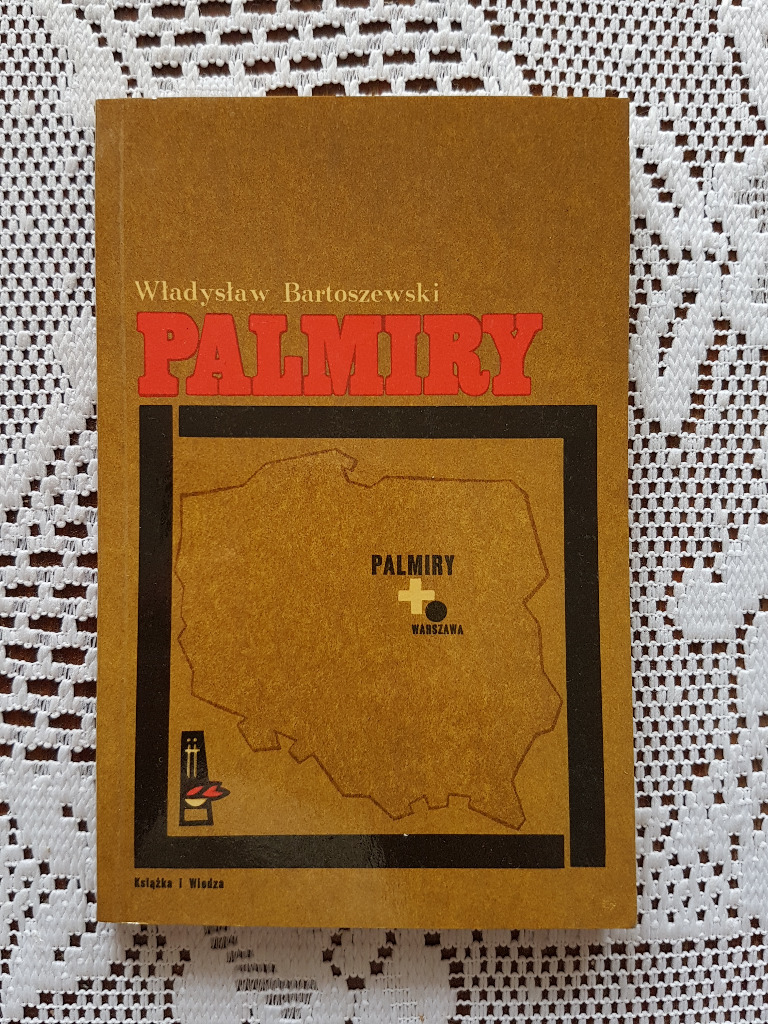 Władysław Bartoszewski
PALMIRY
PALMIRY
WARSZAWA
Książka i Wiedza